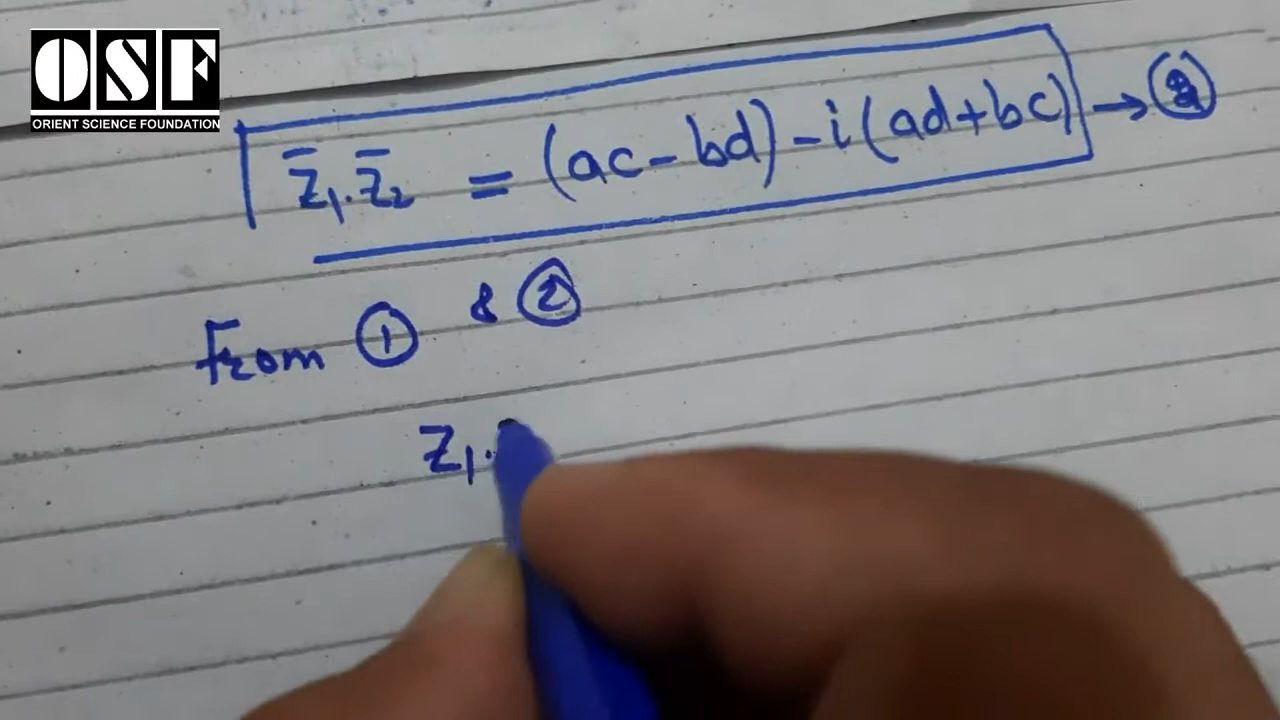 OSF
ORIENT SCIENCE FOUNDATION
z̄₁.z̄₂ = (ac-bd)-i(ad+bc) → ②
From ① & ②
z₁.